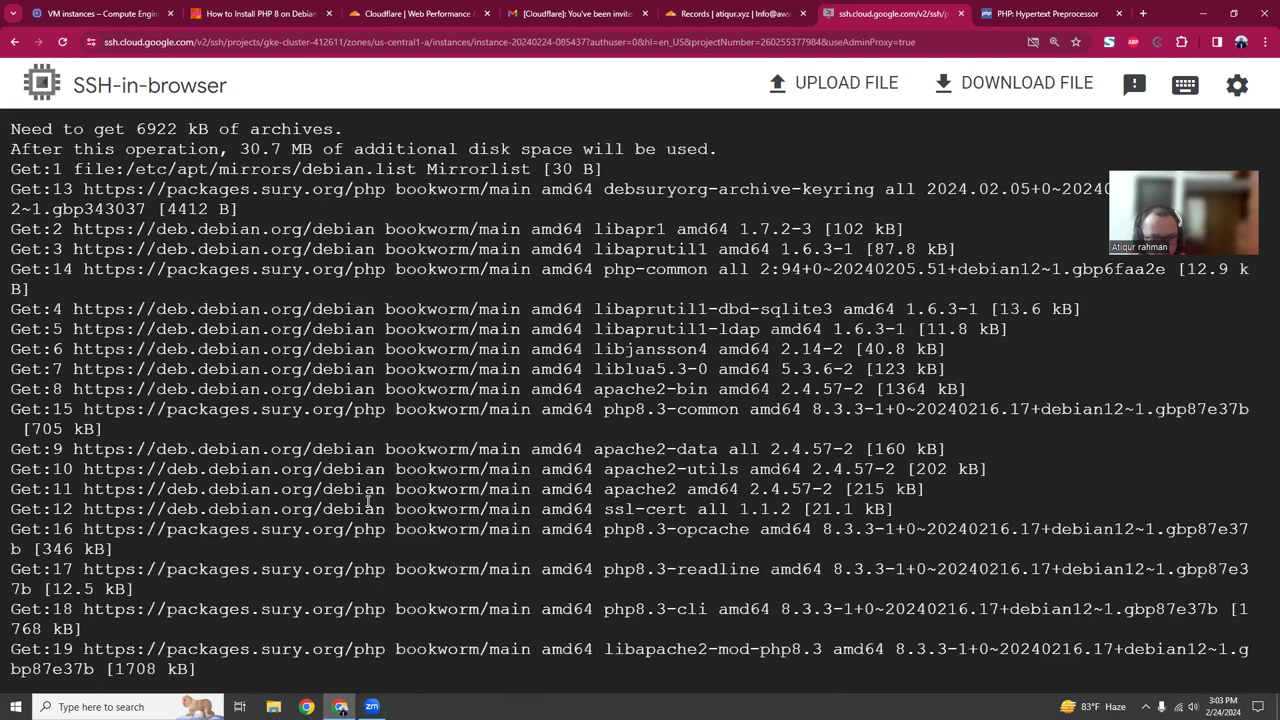 VM instances – Compute Engin
How to Install PHP 8 on Debian
Cloudflare | Web Performance &
[Cloudflare]: You've been invite
Records | atiqur.xyz | Info@aws
ssh.cloud.google.com/v2/ssh/p
PHP: Hypertext Preprocessor
ssh.cloud.google.com/v2/ssh/projects/gke-cluster-412611/zones/us-central1-a/instances/instance-20240224-085437?authuser=0&hl=en_US&projectNumber=260255377984&useAdminProxy=true
SSH-in-browser
UPLOAD FILE
DOWNLOAD FILE
Need to get 6922 kB of archives.
After this operation, 30.7 MB of additional disk space will be used.
Get:1 file:/etc/apt/mirrors/debian.list Mirrorlist [30 B]
Get:13 https://packages.sury.org/php bookworm/main amd64 debsuryorg-archive-keyring all 2024.02.05+0~20240
2~1.gbp343037 [4412 B]
Get:2 https://deb.debian.org/debian bookworm/main amd64 libapr1 amd64 1.7.2-3 [102 kB]
Get:3 https://deb.debian.org/debian bookworm/main amd64 libaprutil1 amd64 1.6.3-1 [87.8 kB]
Get:14 https://packages.sury.org/php bookworm/main amd64 php-common all 2:94+0~20240205.51+debian12~1.gbp6faa2e [12.9 k
B]
Get:4 https://deb.debian.org/debian bookworm/main amd64 libaprutil1-dbd-sqlite3 amd64 1.6.3-1 [13.6 kB]
Get:5 https://deb.debian.org/debian bookworm/main amd64 libaprutil1-ldap amd64 1.6.3-1 [11.8 kB]
Get:6 https://deb.debian.org/debian bookworm/main amd64 libjansson4 amd64 2.14-2 [40.8 kB]
Get:7 https://deb.debian.org/debian bookworm/main amd64 liblua5.3-0 amd64 5.3.6-2 [123 kB]
Get:8 https://deb.debian.org/debian bookworm/main amd64 apache2-bin amd64 2.4.57-2 [1364 kB]
Get:15 https://packages.sury.org/php bookworm/main amd64 php8.3-common amd64 8.3.3-1+0~20240216.17+debian12~1.gbp87e37b
[705 kB]
Get:9 https://deb.debian.org/debian bookworm/main amd64 apache2-data all 2.4.57-2 [160 kB]
Get:10 https://deb.debian.org/debian bookworm/main amd64 apache2-utils amd64 2.4.57-2 [202 kB]
Get:11 https://deb.debian.org/debian bookworm/main amd64 apache2 amd64 2.4.57-2 [215 kB]
Get:12 https://deb.debian.org/debian bookworm/main amd64 ssl-cert all 1.1.2 [21.1 kB]
Get:16 https://packages.sury.org/php bookworm/main amd64 php8.3-opcache amd64 8.3.3-1+0~20240216.17+debian12~1.gbp87e37
b [346 kB]
Get:17 https://packages.sury.org/php bookworm/main amd64 php8.3-readline amd64 8.3.3-1+0~20240216.17+debian12~1.gbp87e3
7b [12.5 kB]
Get:18 https://packages.sury.org/php bookworm/main amd64 php8.3-cli amd64 8.3.3-1+0~20240216.17+debian12~1.gbp87e37b [1
768 kB]
Get:19 https://packages.sury.org/php bookworm/main amd64 libapache2-mod-php8.3 amd64 8.3.3-1+0~20240216.17+debian12~1.g
bp87e37b [1708 kB]
Atiqur rahman
Type here to search
83°F Haze
3:03 PM
2/24/2024